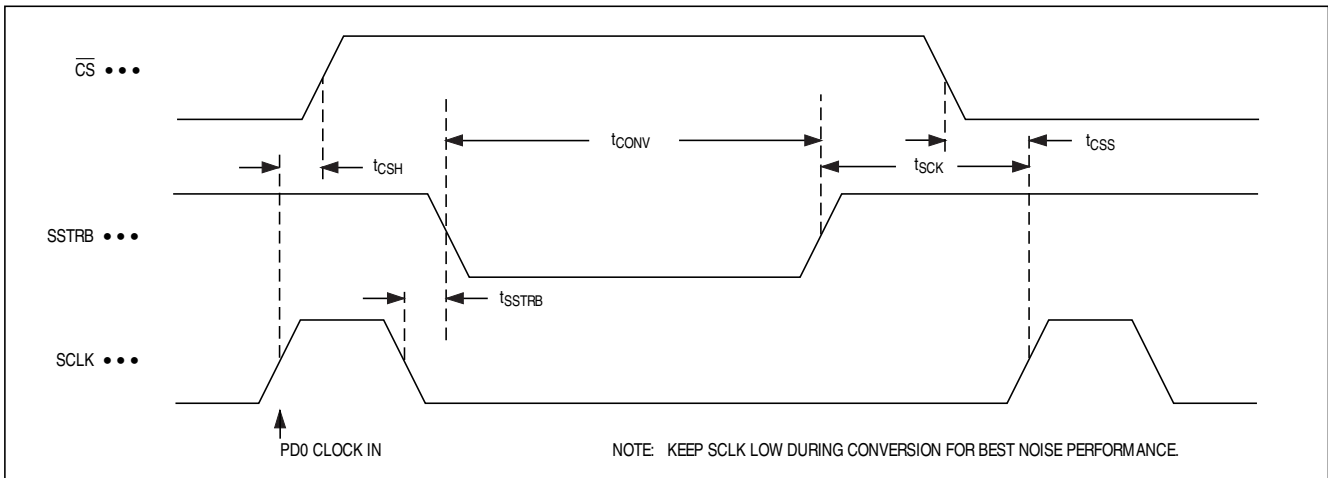 CS •••
tCONV
tCSS
tCSH
tSCK
SSTRB •••
tSSTRB
SCLK •••
PD0 CLOCK IN
NOTE: KEEP SCLK LOW DURING CONVERSION FOR BEST NOISE PERFORMANCE.